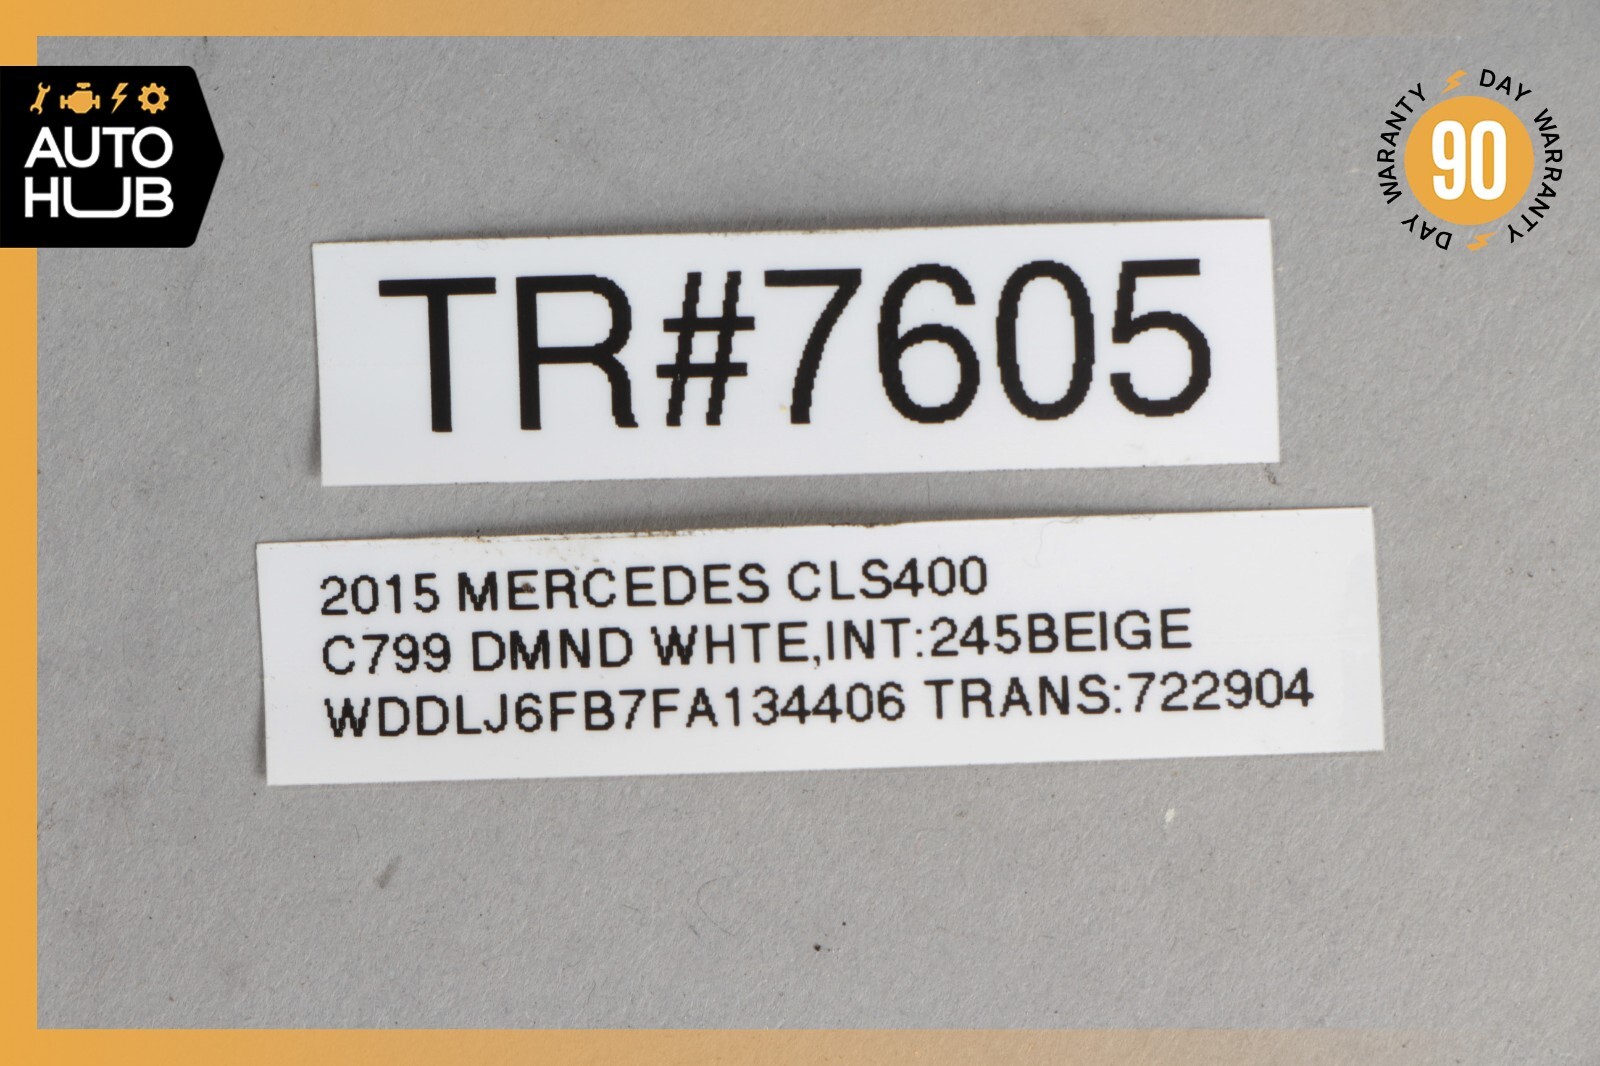 AUTO
HUB
DAY WARRANTY
DAY WARANTY
90
TR#7605
2015 MERCEDES CLS400
C799 DMND WHTE,INT:245BEIGE
WDDLJ6FB7FA134406 TRANS:722904